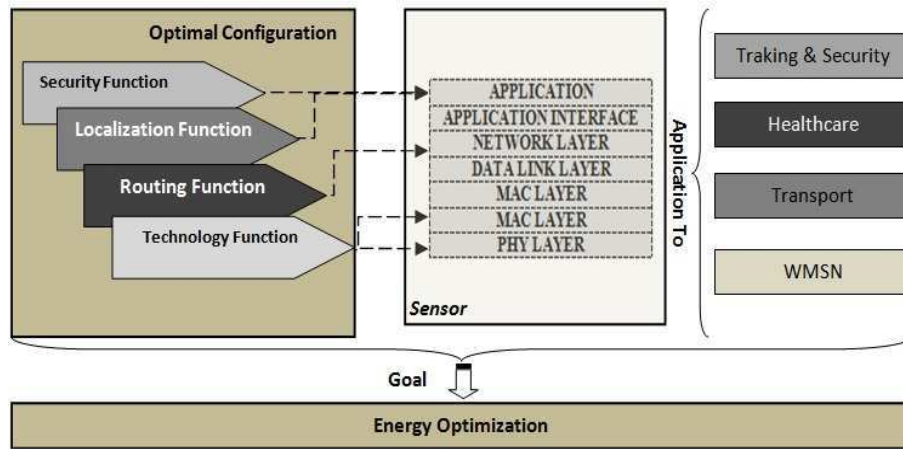 Optimal Configuration
Security Function
Localization Function
Routing Function
Technology Function
APPLICATION
APPLICATION INTERFACE
NETWORK LAYER
DATA LINK LAYER
MAC LAYER
MAC LAYER
PHY LAYER
Sensor
Application To
Traking & Security
Healthcare
Transport
WMSN
Goal
Energy Optimization